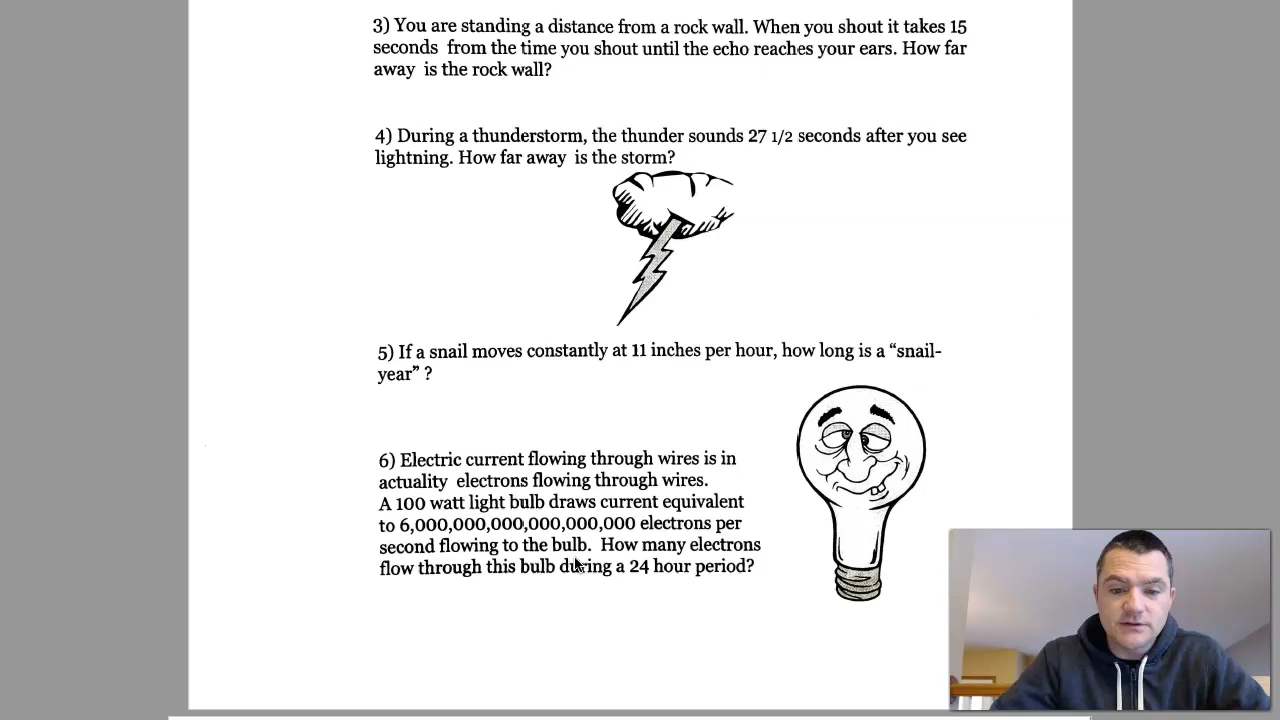 3) You are standing a distance from a rock wall. When you shout it takes 15
seconds from the time you shout until the echo reaches your ears. How far
away is the rock wall?
4) During a thunderstorm, the thunder sounds 27 1/2 seconds after you see
lightning. How far away is the storm?
5) If a snail moves constantly at 11 inches per hour, how long is a “snail-
year” ?
6) Electric current flowing through wires is in
actuality electrons flowing through wires.
A 100 watt light bulb draws current equivalent
to 6,000,000,000,000,000,000 electrons per
second flowing to the bulb. How many electrons
flow through this bulb during a 24 hour period?